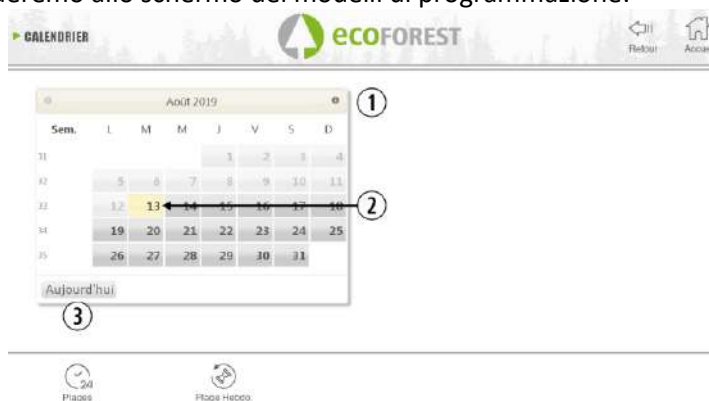 deremo allo schermo dei modelli di programmazione.
CALENDRIER
ecoFOREST
Retour
Août 2019
1
Sem. L M M J V S D
31 1 2 3 4
32 5 6 7 8 9 10 11
33 12 13 14 15 16 17 18
2
34 19 20 21 22 23 24 25
35 26 27 28 29 30 31
Aujourd'hui
3
24
Plages
Plage Hebdo.